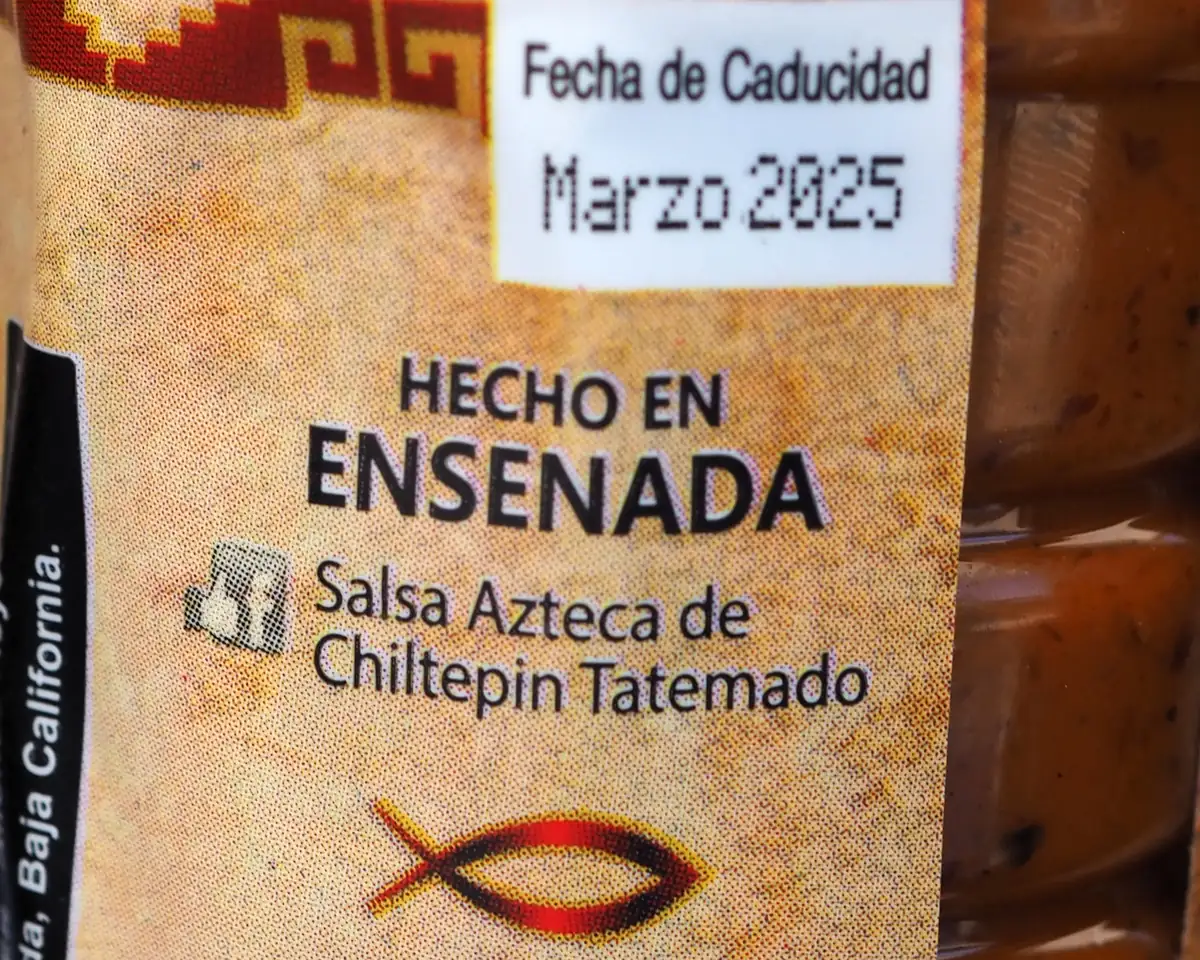 Fecha de Caducidad
Marzo 2025
HECHO EN
ENSENADA
Salsa Azteca de
Chiltepin Tatemado
da, Baja California.